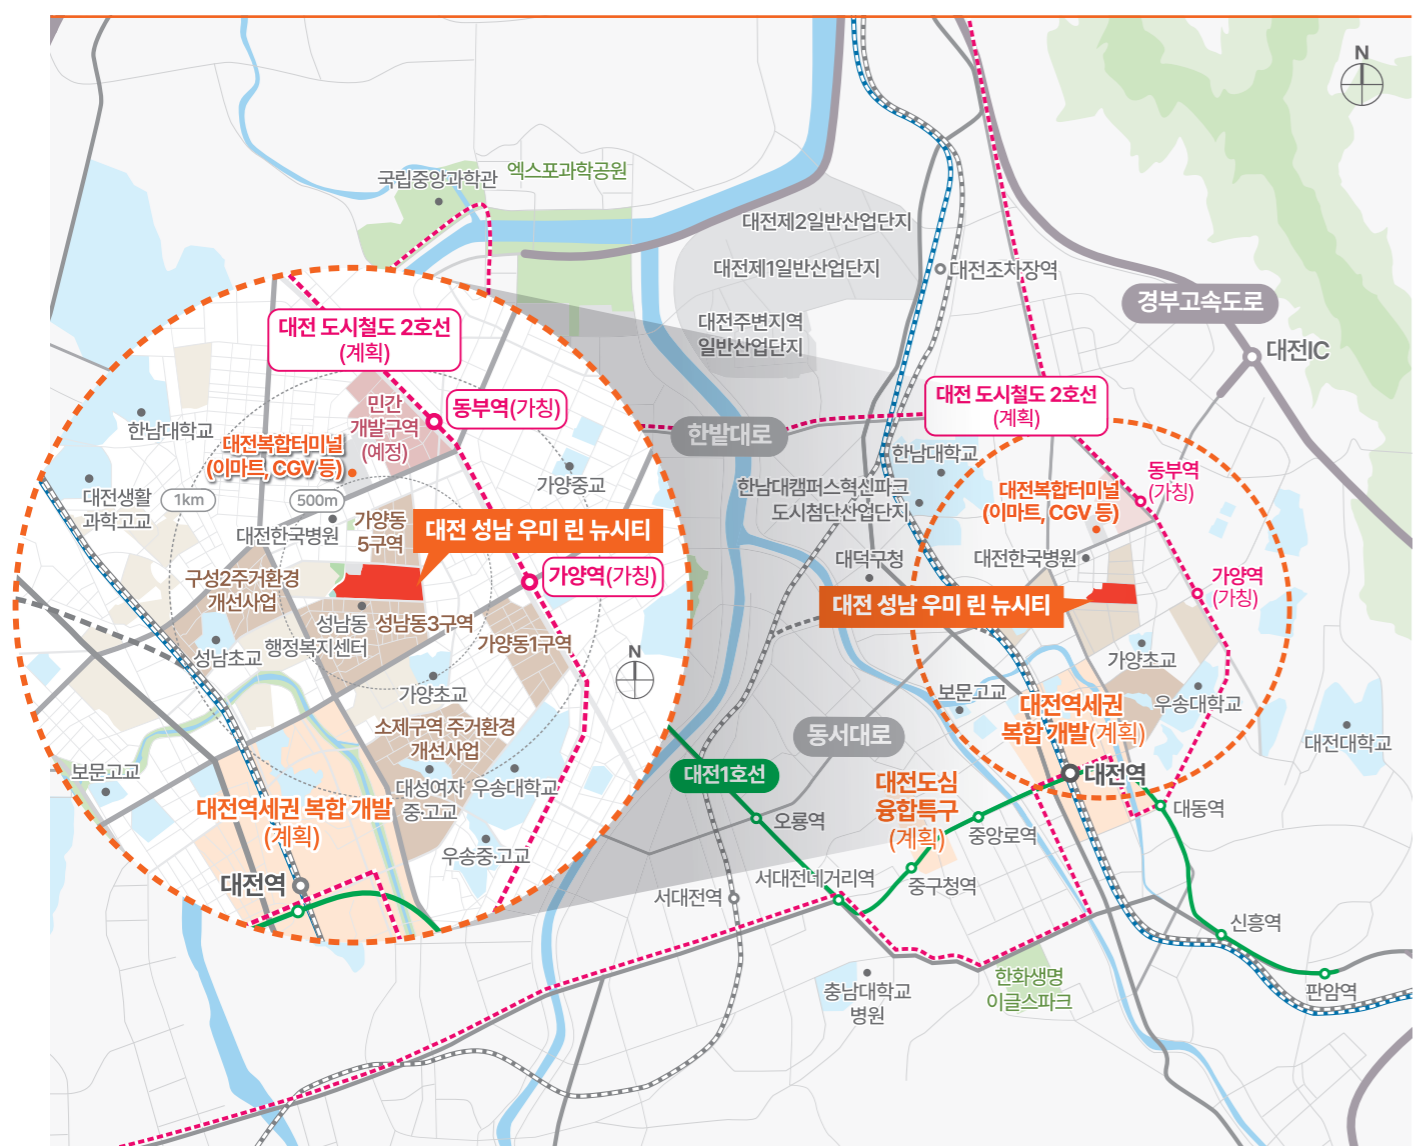 N
국립중앙과학관
엑스포과학공원
대전제2일반산업단지
대전제1일반산업단지
대전조차장역
대전주변지역
일반산업단지
경부고속도로
대전IC
대전 도시철도 2호선
(계획)
동부역(가칭)
민간
개발구역
(예정)
한남대학교
대전복합터미널
(이마트, CGV 등)
대전생활
과학고교
1km
500m
가양중교
대전한국병원
가양동
5구역
대전 성남 우미 린 뉴시티
가양역(가칭)
구성2주거환경
개선사업
성남동
행정복지센터
성남동3구역
가양동1구역
성남초교
가양초교
N
소제구역 주거환경
개선사업
보문고교
대성여자
중·고교
우송대학교
대전역세권 복합 개발
(계획)
우송중·고교
대전역
한밭대로
대전 도시철도 2호선
(계획)
한남대학교
한남대캠퍼스혁신파크
도시첨단산업단지
대전복합터미널
(이마트, CGV 등)
동부역
(가칭)
대덕구청
대전한국병원
가양역
(가칭)
대전 성남 우미 린 뉴시티
가양초교
보문고교
우송대학교
대전역세권
복합 개발(계획)
대전대학교
동서대로
대전1호선
대전역
대전도심
융합특구
(계획)
오룡역
중앙로역
대동역
서대전네거리역
중구청역
서대전역
신흥역
충남대학교
병원
한화생명
이글스파크
판암역